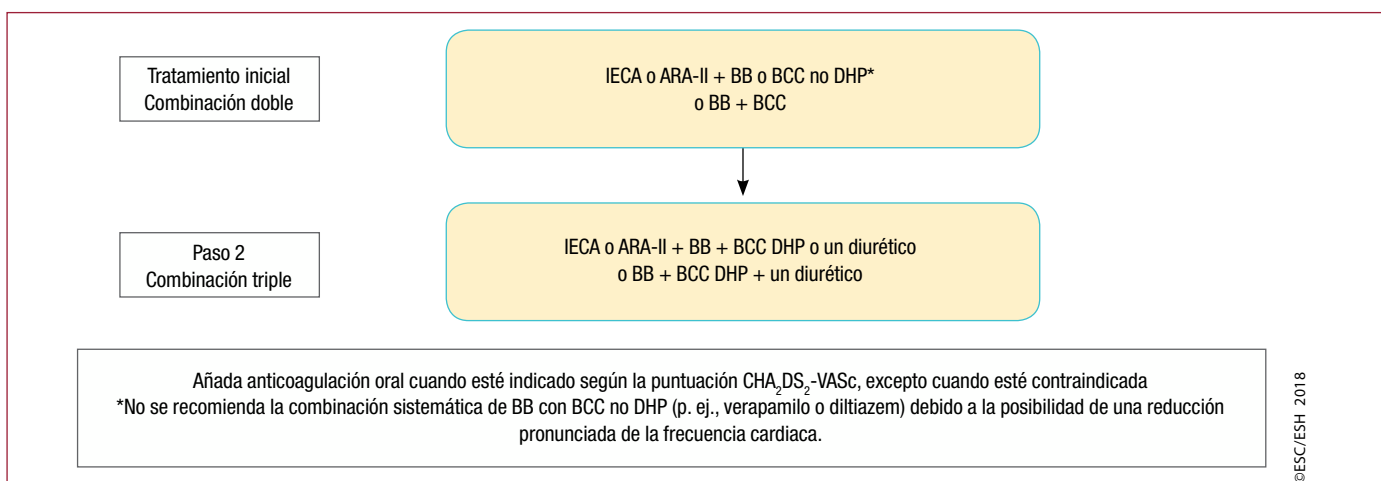 Tratamiento inicial
Combinación doble
IECA o ARA-II + BB o BCC no DHP*
o BB + BCC
Paso 2
Combinación triple
IECA o ARA-II + BB + BCC DHP o un diurético
o BB + BCC DHP + un diurético
Añada anticoagulación oral cuando esté indicado según la puntuación CHA₂DS₂-VASc, excepto cuando esté contraindicada
*No se recomienda la combinación sistemática de BB con BCC no DHP (p. ej., verapamilo o diltiazem) debido a la posibilidad de una reducción
pronunciada de la frecuencia cardiaca.
©ESC/ESH 2018